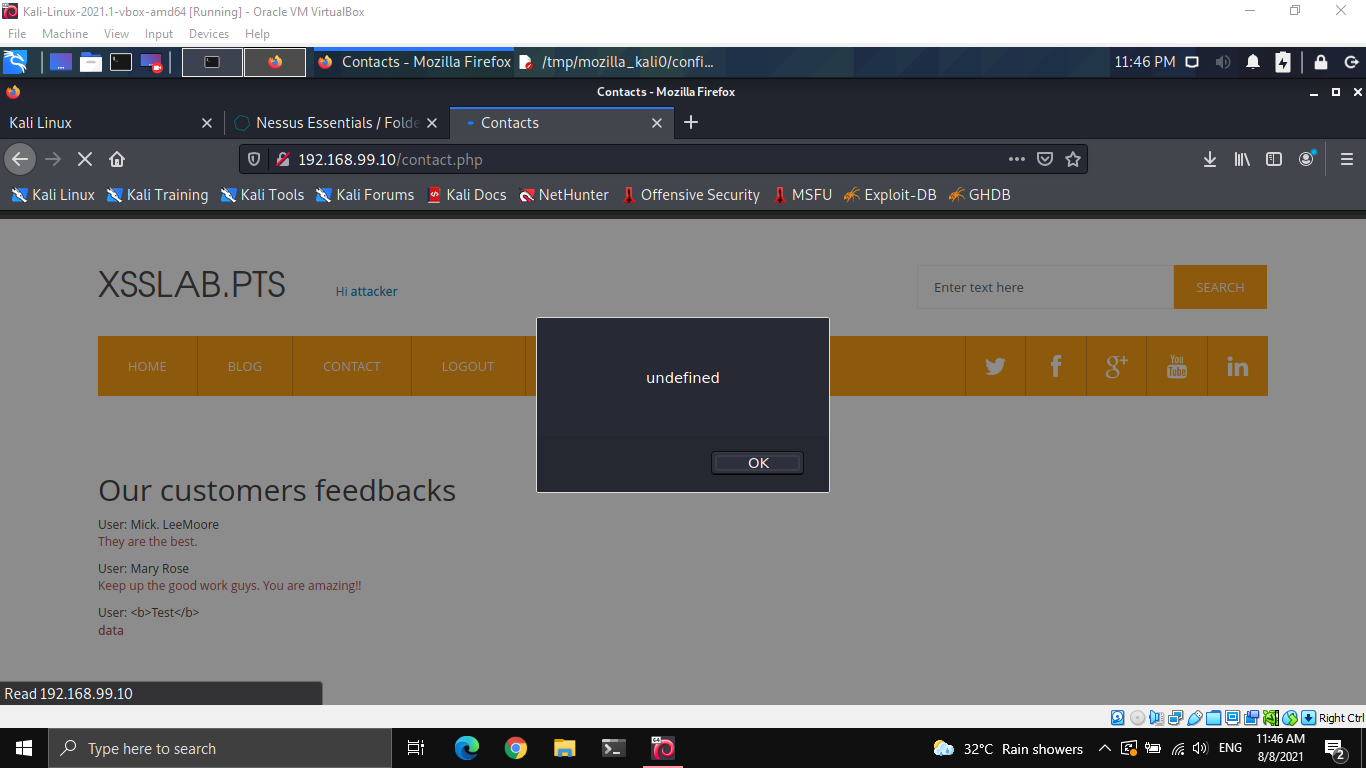 Kali-Linux-2021.1-vbox-amd64 [Running] - Oracle VM VirtualBox
File Machine View Input Devices Help
Contacts - Mozilla Firefox /tmp/mozilla_kali0/confi... 11:46 PM
Contacts - Mozilla Firefox
Kali Linux Nessus Essentials / Folde Contacts
192.168.99.10/contact.php
Kali Linux Kali Training Kali Tools Kali Forums Kali Docs NetHunter Offensive Security MSFU Exploit-DB GHDB
XSSLAB.PTS Hi attacker Enter text here SEARCH
HOME BLOG CONTACT LOGOUT You Tube
undefined
OK
Our customers feedbacks
User: Mick. LeeMoore
They are the best.
User: Mary Rose
Keep up the good work guys. You are amazing!!
User: <b>Test</b>
data
Read 192.168.99.10
Right Ctrl
Type here to search 32°C Rain showers ENG 11:46 AM
8/8/2021 2